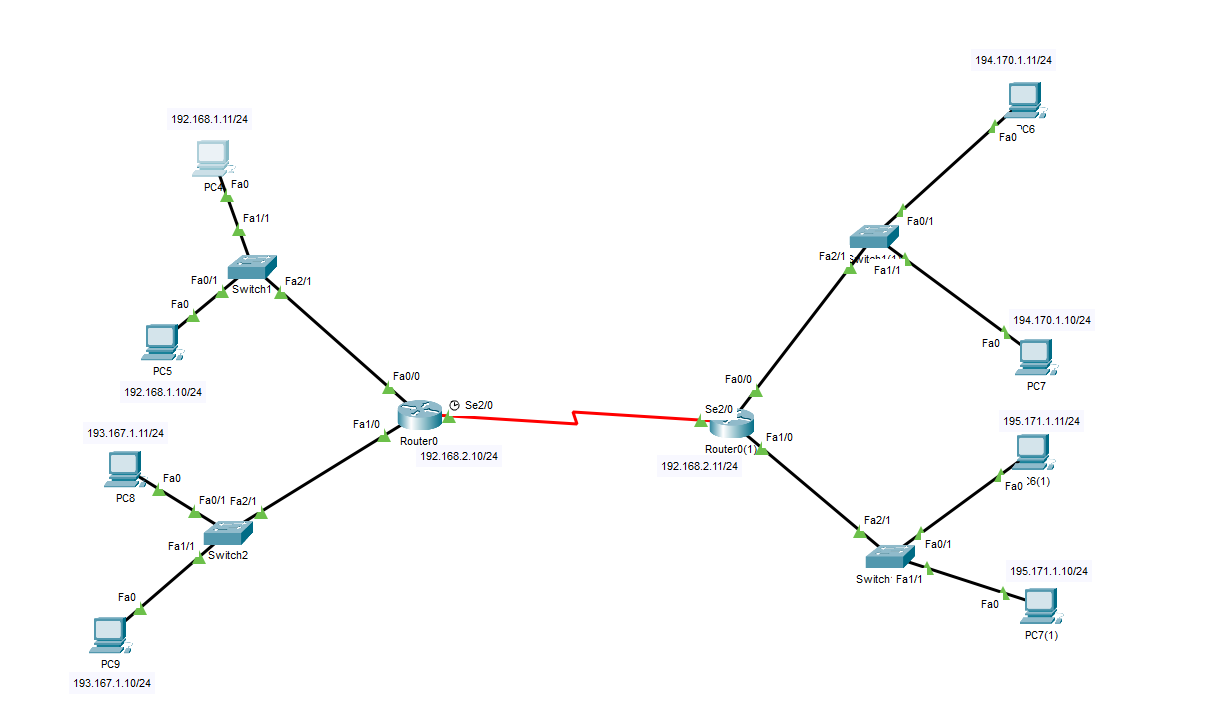 194.170.1.11/24
Fa0
192.168.1.11/24
PC4
Fa0
Fa1/1
Fa0/1
Switch1
Fa2/1
Fa0
PC5
192.168.1.10/24
Fa0/0
Se2/0
Fa1/0
Router0
192.168.2.10/24
193.167.1.11/24
Fa0
PC8
Fa0/1
Fa2/1
Fa1/1
Switch2
Fa0
PC9
193.167.1.10/24
PC6
Fa0/1
Fa2/1
Fa1/1
194.170.1.10/24
Fa0
PC7
Fa0/0
Se2/0
Fa1/0
Router0(1)
192.168.2.11/24
195.171.1.11/24
Fa0
6(1)
Fa2/1
Fa0/1
Switch
Fa1/1
195.171.1.10/24
Fa0
PC7(1)